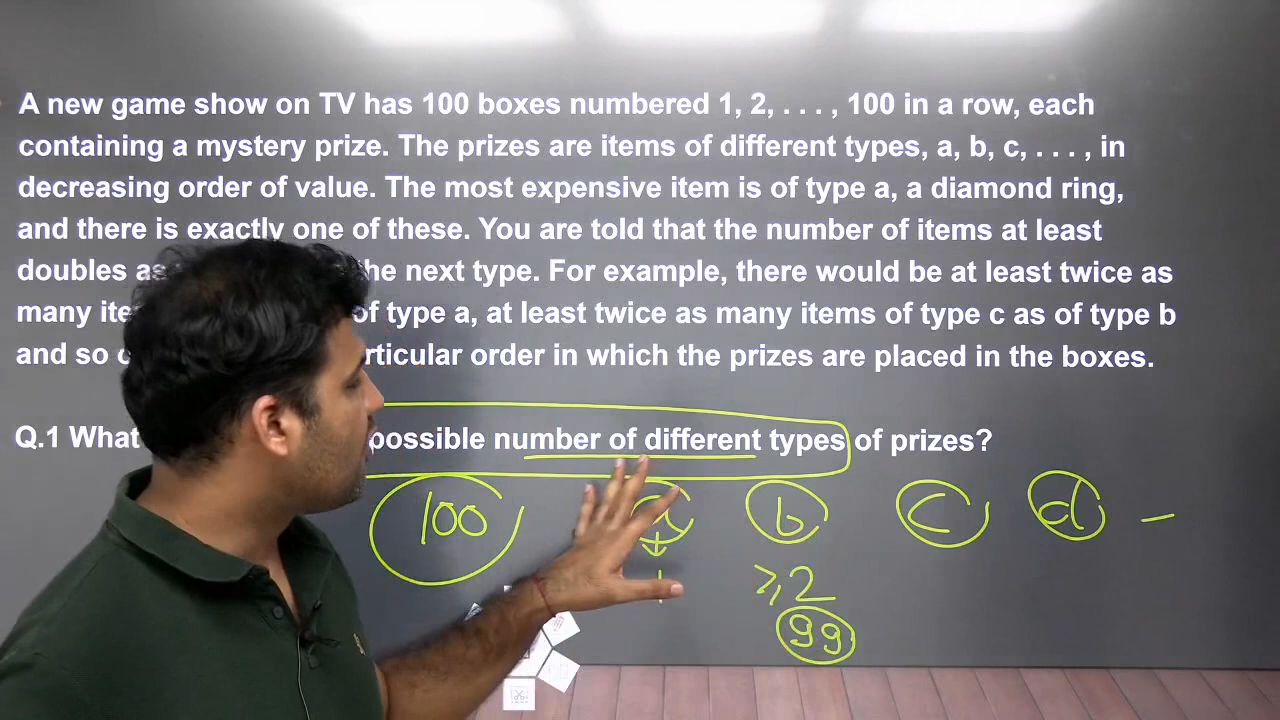 A new game show on TV has 100 boxes numbered 1, 2, . . . , 100 in a row, each
containing a mystery prize. The prizes are items of different types, a, b, c, . . . , in
decreasing order of value. The most expensive item is of type a, a diamond ring,
and there is exactly one of these. You are told that the number of items at least
doubles as the next type. For example, there would be at least twice as
many of type a, at least twice as many items of type c as of type b
and so order in which the prizes are placed in the boxes.
Q.1 What possible number of different types of prizes?
100 a b c d –
≥2
99